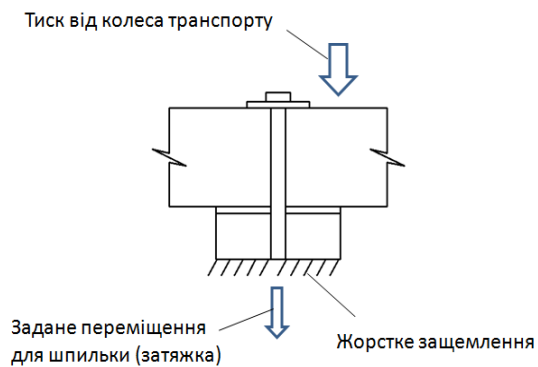 Тиск від колеса транспорту
Задане переміщення
для шпильки (затяжка)
Жорстке защемлення